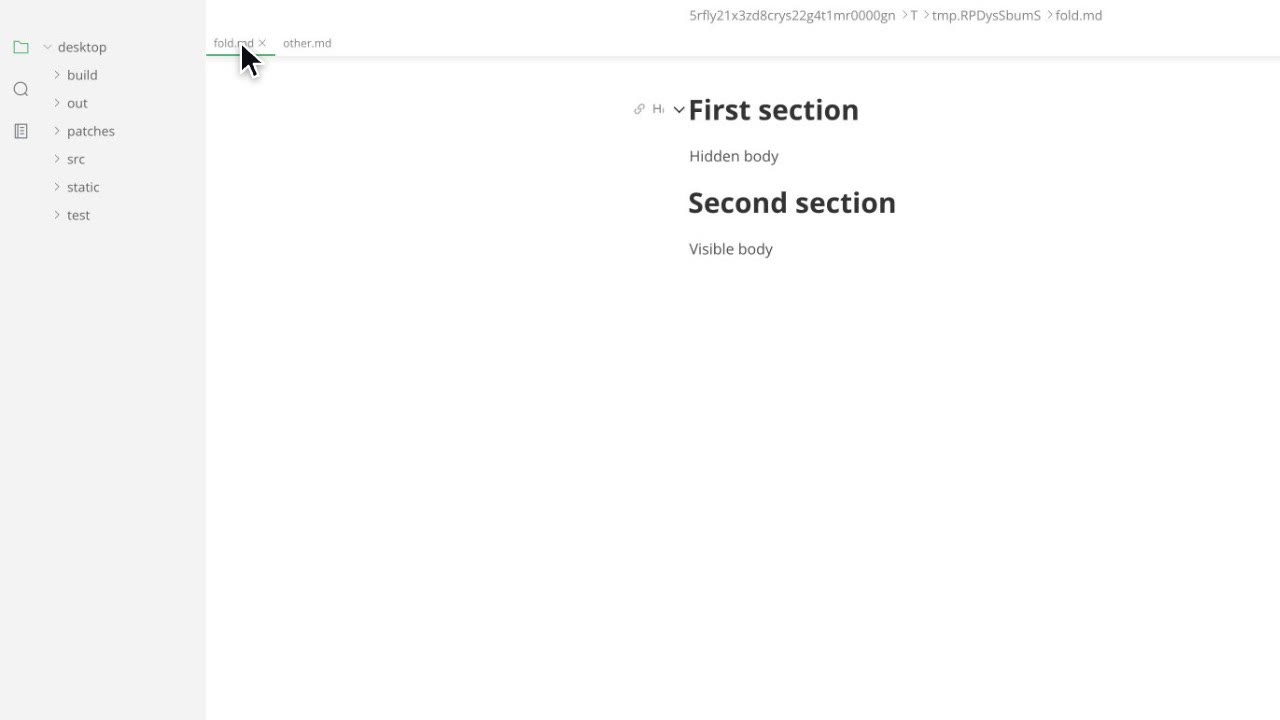 5rfly21x3zd8crys22g4t1mr0000gn > T > tmp.RPDysSbumS > fold.md
desktop
build
out
patches
src
static
test
fold.md × other.md
First section
Hidden body
Second section
Visible body